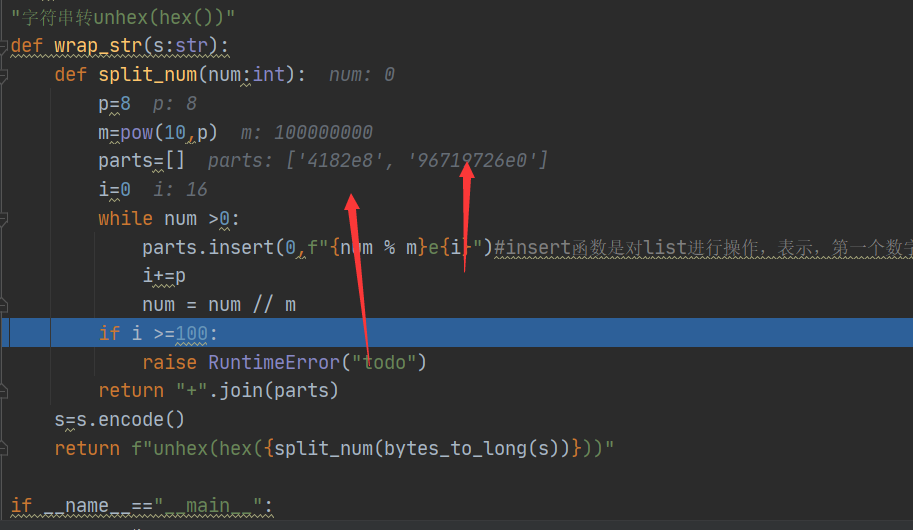 "字符串转unhex(hex())"
def wrap_str(s:str):
    def split_num(num:int):  num: 0
        p=8  p: 8
        m=pow(10,p)  m: 100000000
        parts=[]  parts: ['4182e8', '96719726e0']
        i=0  i: 16
        while num >0:
            parts.insert(0,f"{num % m}e{i}")#insert函数是对list进行操作，表示，第一个数字
            i+=p
            num = num // m
        if i >=100:
            raise RuntimeError("todo")
        return "+".join(parts)
    s=s.encode()
    return f"unhex(hex({split_num(bytes_to_long(s))}))"
if __name__=="__main__":